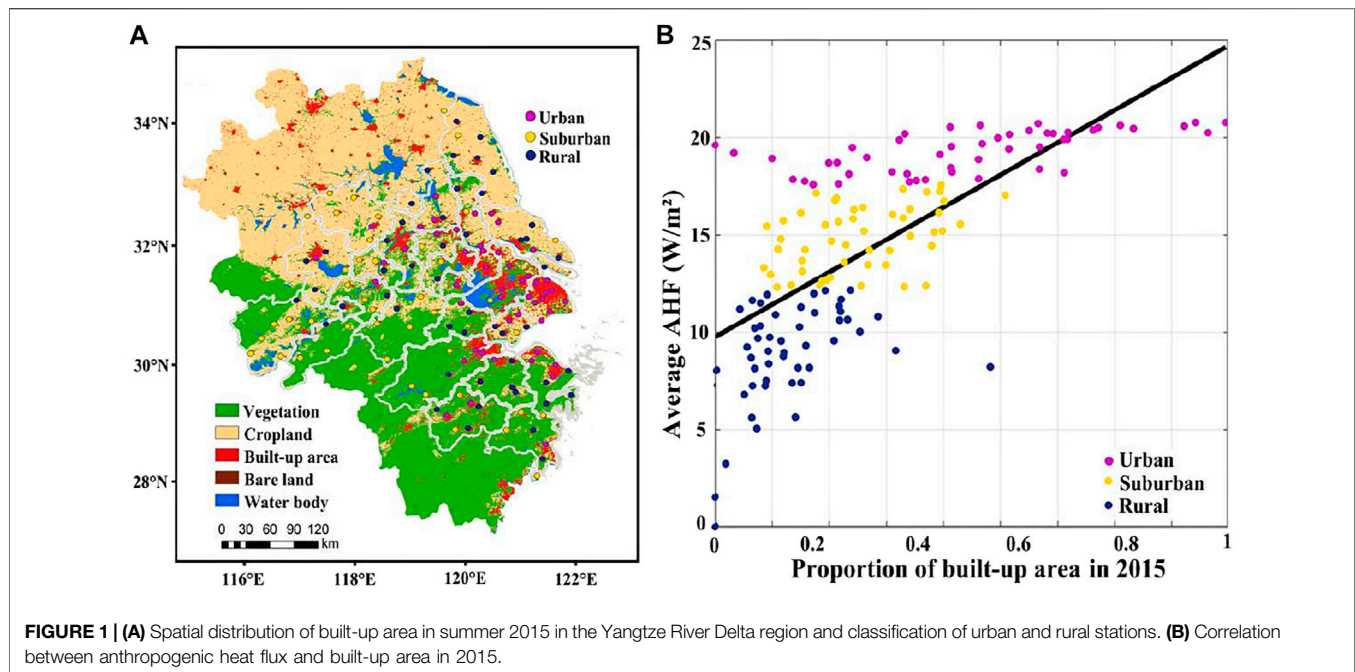 A
34°N
32°N
30°N
28°N
116°E
118°E
120°E
122°E
Urban
Suburban
Rural
Vegetation
Cropland
Built-up area
Bare land
Water body
0 30 60 90 120
km
B
Average AHF (W/m²)
25
20
15
10
5
0
0
0.2
0.4
0.6
0.8
1
Urban
Suburban
Rural
Proportion of built-up area in 2015
FIGURE 1 | (A) Spatial distribution of built-up area in summer 2015 in the Yangtze River Delta region and classification of urban and rural stations. (B) Correlation
between anthropogenic heat flux and built-up area in 2015.